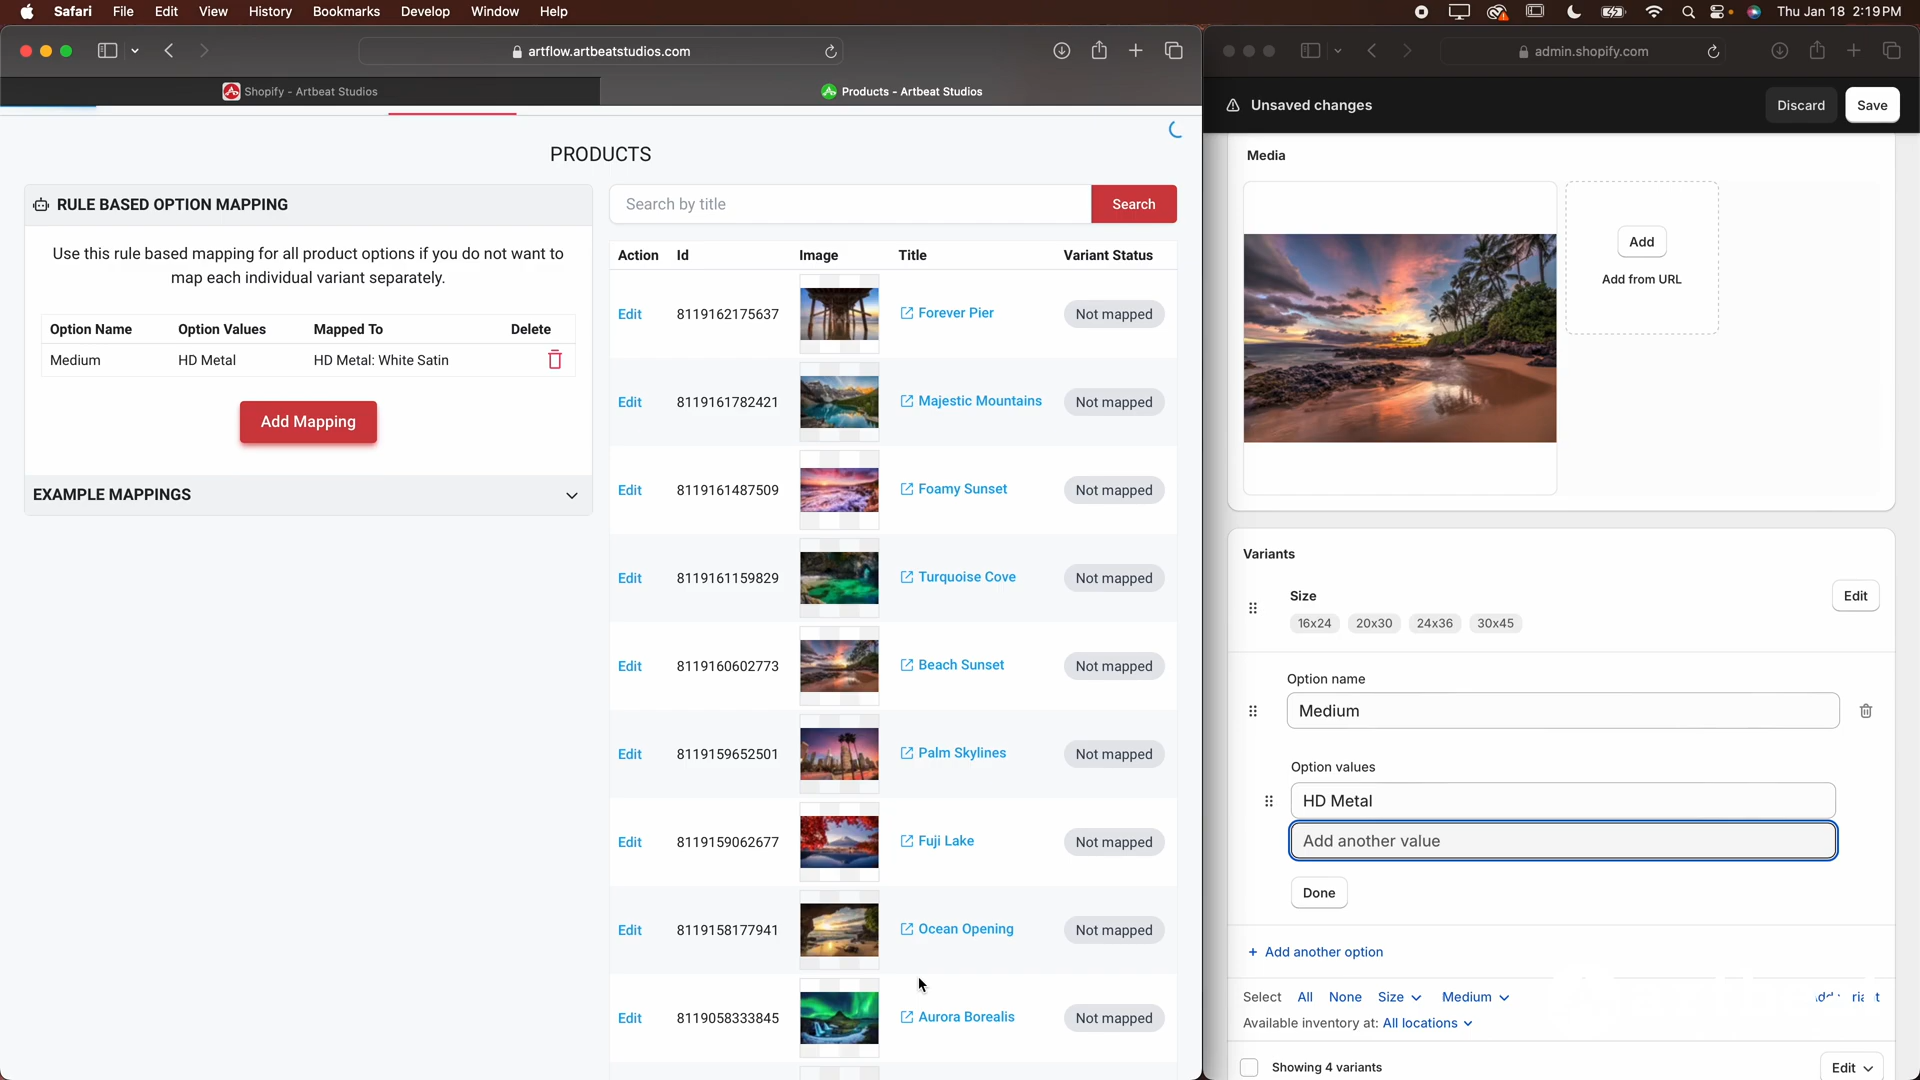 Safari File Edit View History Bookmarks Develop Window Help
Thu Jan 18 2:19 PM
artflow.artbeatstudios.com
Shopify - Artbeat Studios
Products - Artbeat Studios
PRODUCTS
RULE BASED OPTION MAPPING
Use this rule based mapping for all product options if you do not want to
map each individual variant separately.
Option Name Option Values Mapped To Delete
Medium HD Metal HD Metal: White Satin
Add Mapping
EXAMPLE MAPPINGS
Search by title Search
Action Id Image Title Variant Status
Edit 8119162175637 Forever Pier Not mapped
Edit 8119161782421 Majestic Mountains Not mapped
Edit 8119161487509 Foamy Sunset Not mapped
Edit 8119161159829 Turquoise Cove Not mapped
Edit 8119160602773 Beach Sunset Not mapped
Edit 8119159652501 Palm Skylines Not mapped
Edit 8119159062677 Fuji Lake Not mapped
Edit 8119158177941 Ocean Opening Not mapped
Edit 8119058333845 Aurora Borealis Not mapped
admin.shopify.com
Unsaved changes Discard Save
Media
Add
Add from URL
Variants
Size Edit
16x24 20x30 24x36 30x45
Option name
Medium
Option values
HD Metal
Add another value
Done
+ Add another option
Select All None Size Medium
Available inventory at: All locations
Showing 4 variants Edit